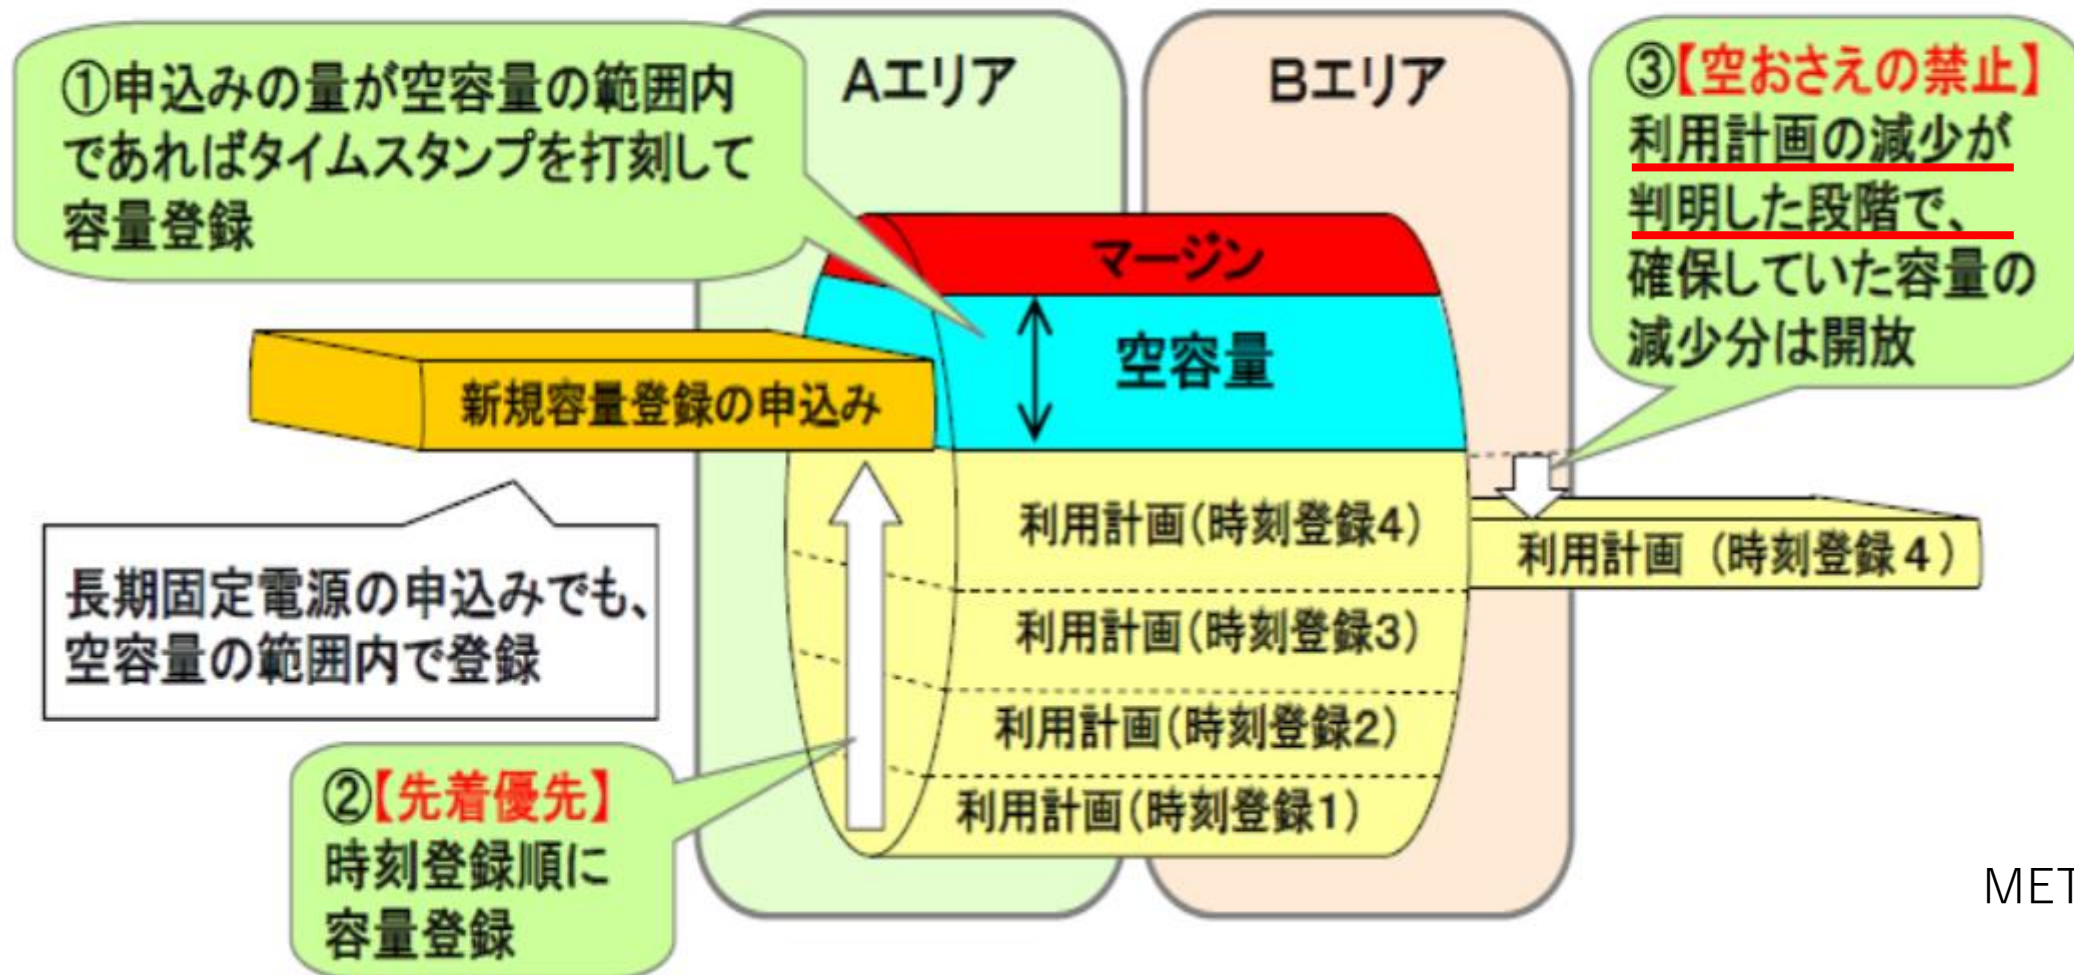 ①申込みの量が空容量の範囲内
であればタイムスタンプを打刻して
容量登録
Aエリア
Bエリア
③【空おさえの禁止】
利用計画の減少が
判明した段階で、
確保していた容量の
減少分は開放
マージン
空容量
新規容量登録の申込み
利用計画(時刻登録4)
利用計画（時刻登録４）
長期固定電源の申込みでも、
空容量の範囲内で登録
利用計画(時刻登録3)
利用計画(時刻登録2)
利用計画(時刻登録1)
②【先着優先】
時刻登録順に
容量登録
MET